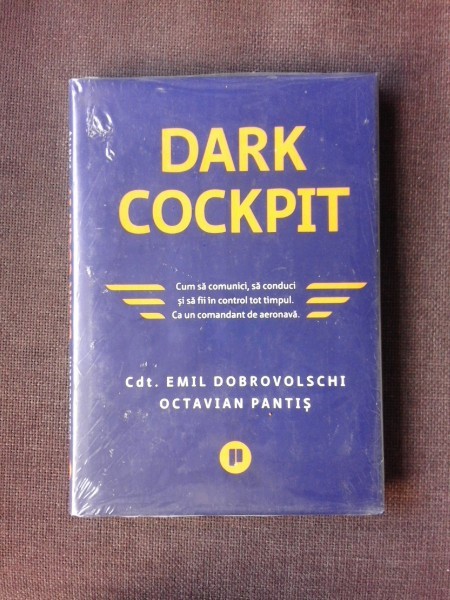 DARK
COCKPIT
Cum să comunici, să conduci
și să fii în control tot timpul.
Ca un comandant de aeronavă.
Cdt. EMIL DOBROVOLSCHI
OCTAVIAN PANTIȘ